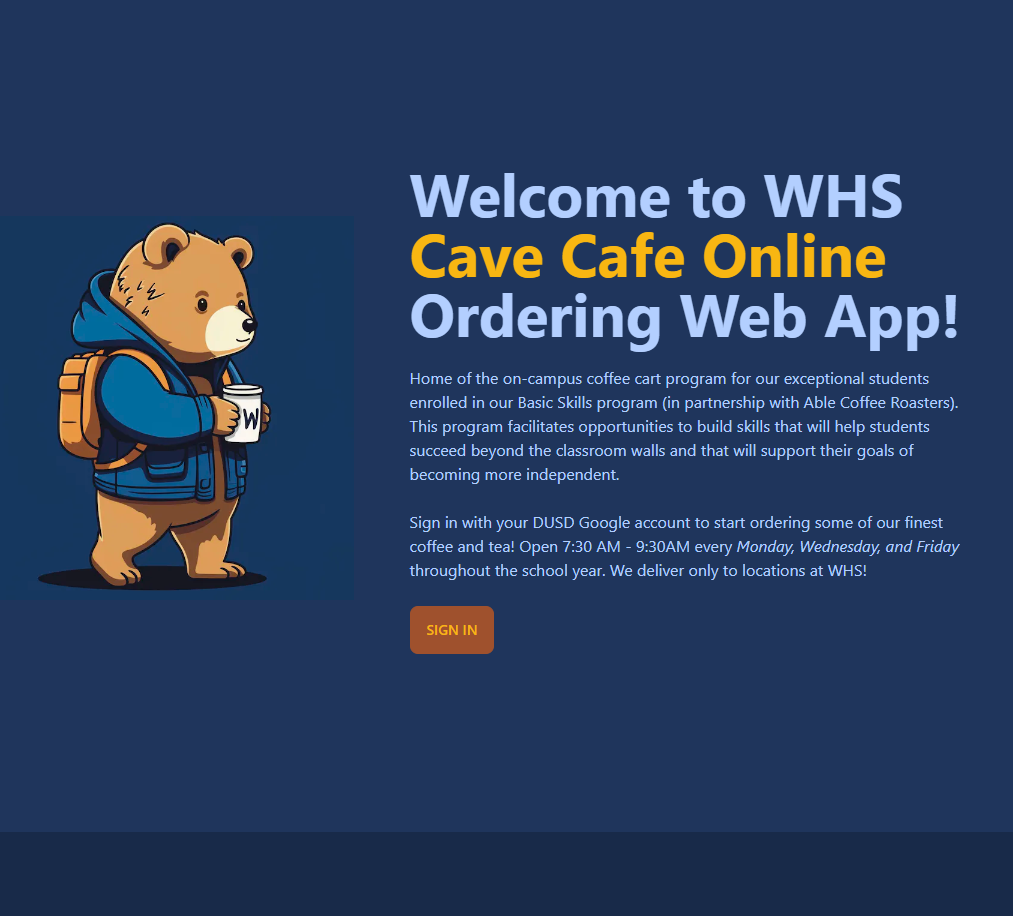 Welcome to WHS
Cave Cafe Online
Ordering Web App!
Home of the on-campus coffee cart program for our exceptional students
enrolled in our Basic Skills program (in partnership with Able Coffee Roasters).
This program facilitates opportunities to build skills that will help students
succeed beyond the classroom walls and that will support their goals of
becoming more independent.
Sign in with your DUSD Google account to start ordering some of our finest
coffee and tea! Open 7:30 AM - 9:30AM every Monday, Wednesday, and Friday
throughout the school year. We deliver only to locations at WHS!
SIGN IN
W